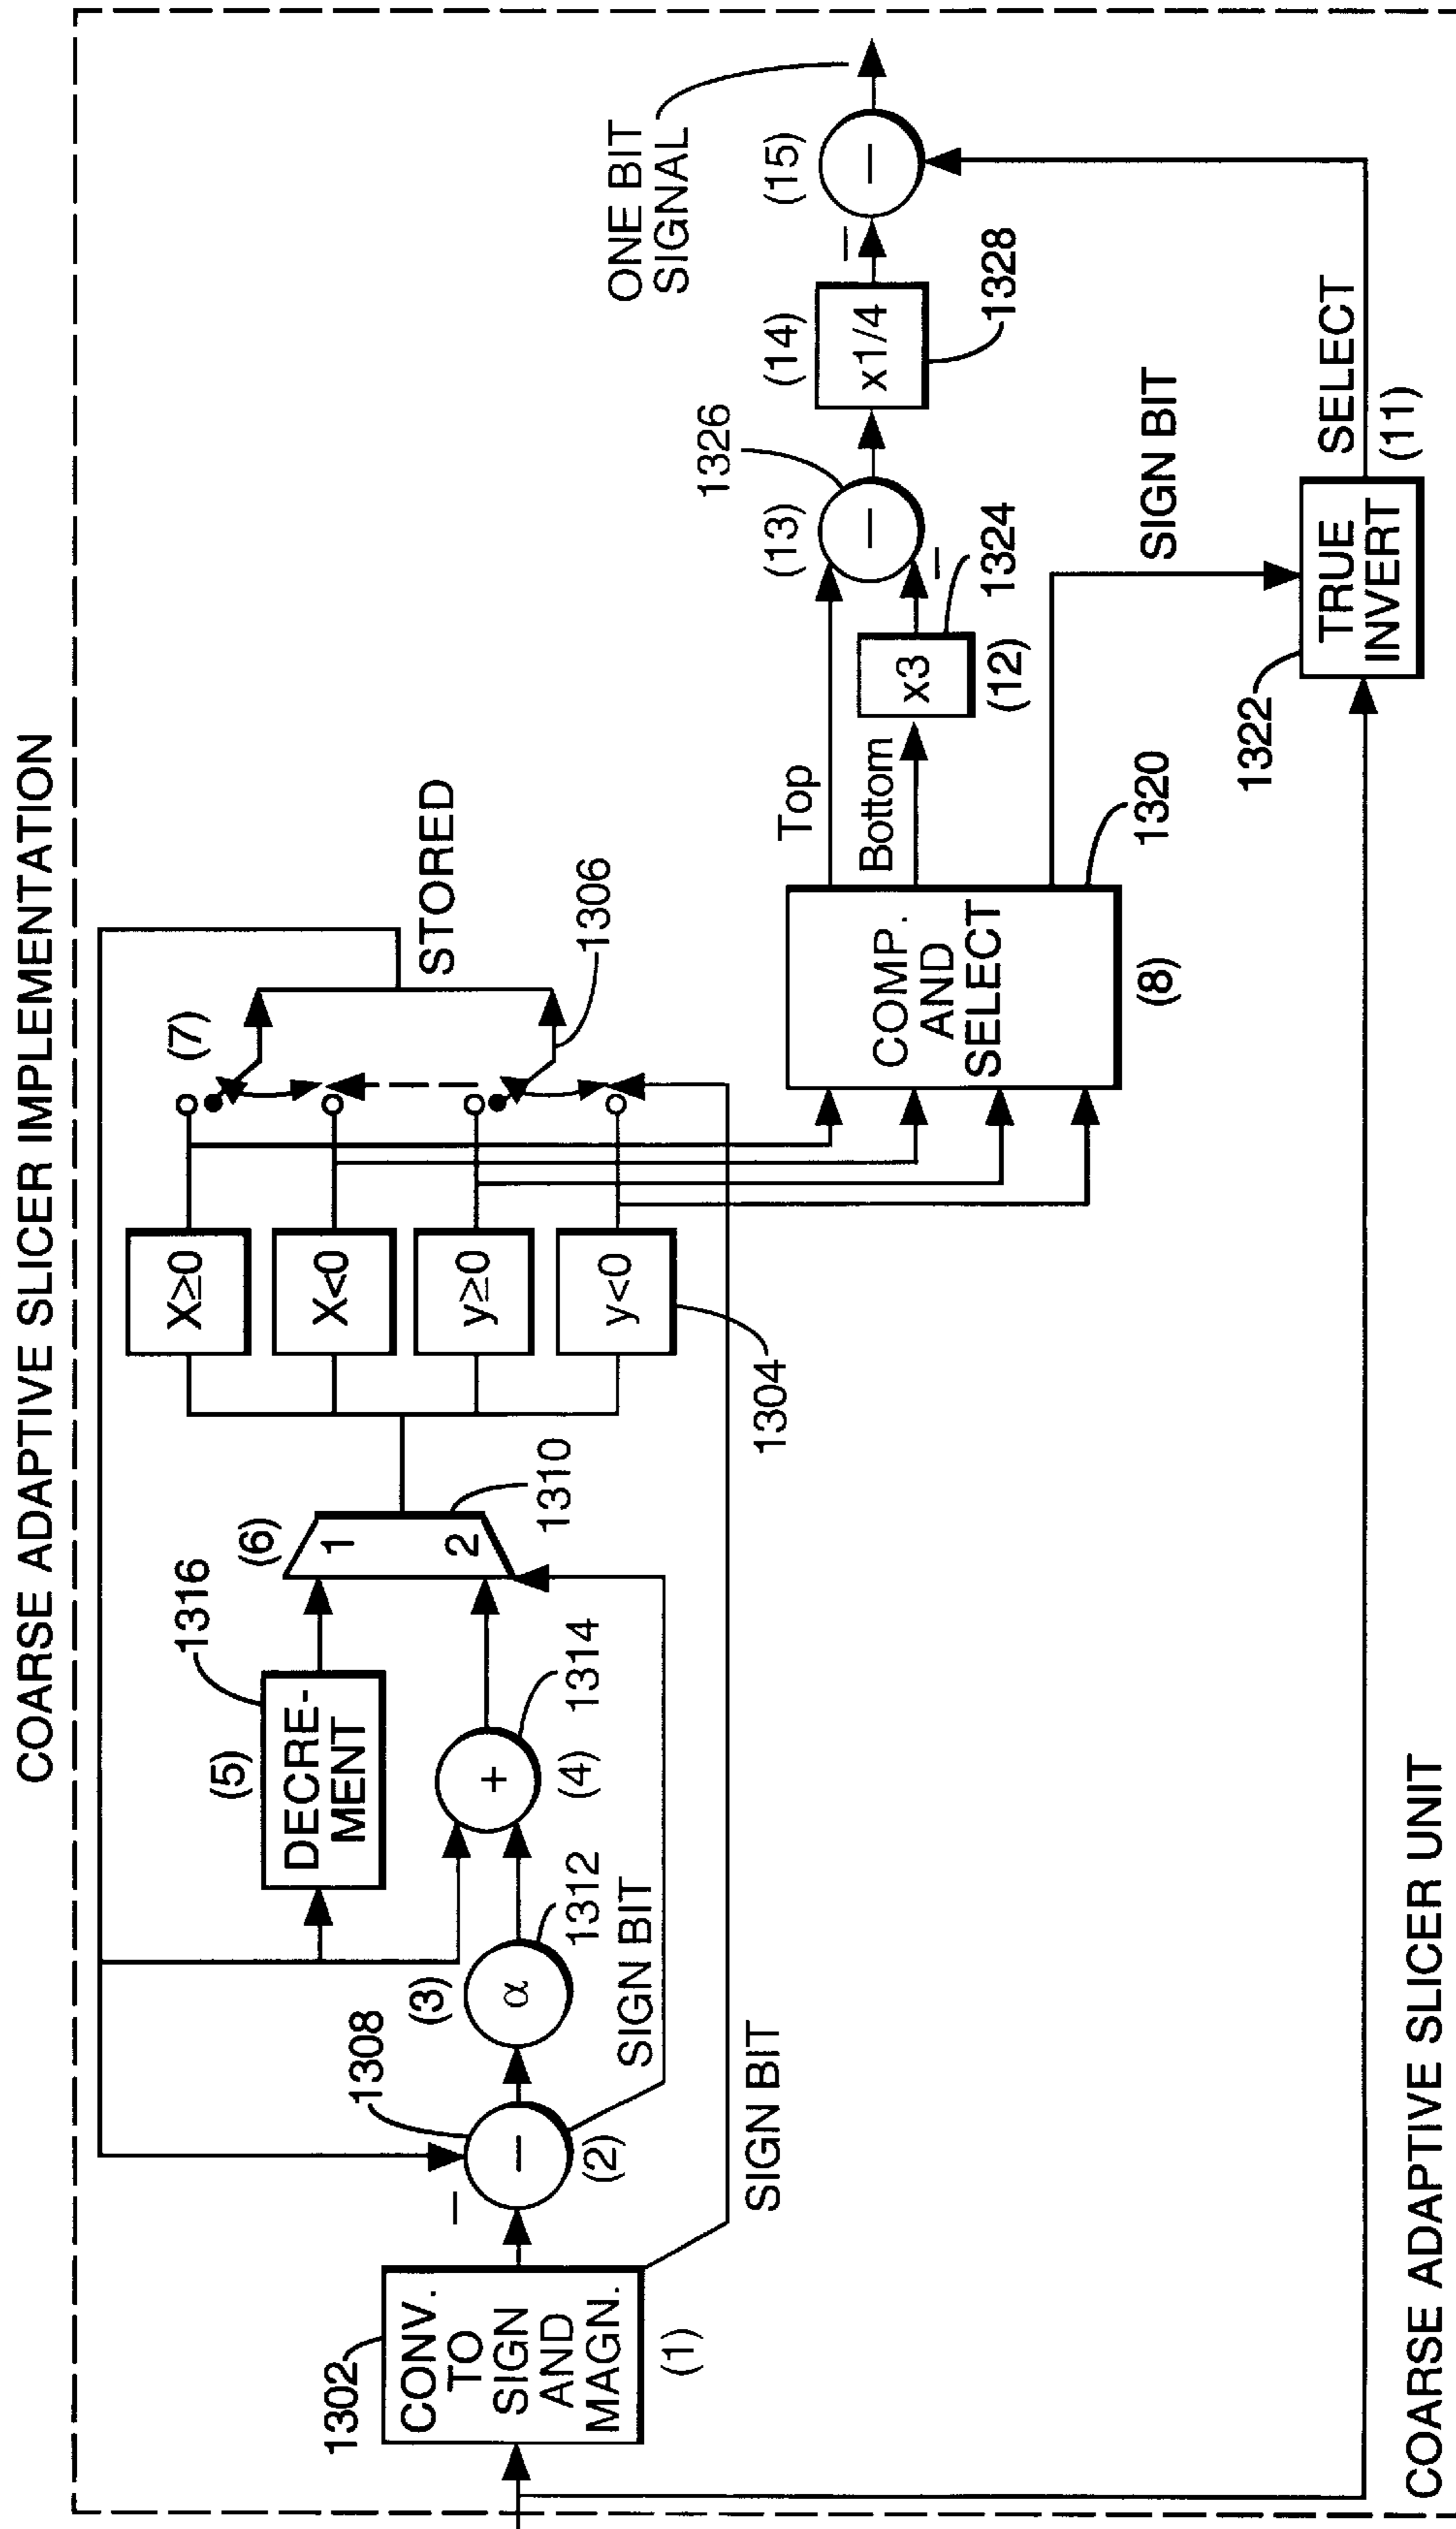 COARSE ADAPTIVE SLICER IMPLEMENTATION
1302
CONV.
TO
SIGN
AND
MAGN.
(1)
−
1308
−
(2)
SIGN BIT
SIGN BIT
(3)
α
1312
(5)
DECRE-
MENT
1316
+
(4)
1314
(6)
1
2
1310
X≥0
X<0
y≥0
y<0
1304
(7)
1306
STORED
COMP.
AND
SELECT
(8)
1320
Top
Bottom
x3
(12)
1324
−
(13)
−
1326
(14)
x1/4
1328
−
(15)
−
ONE BIT
SIGNAL
SIGN BIT
TRUE
INVERT
1322
SELECT
(11)
COARSE ADAPTIVE SLICER UNIT